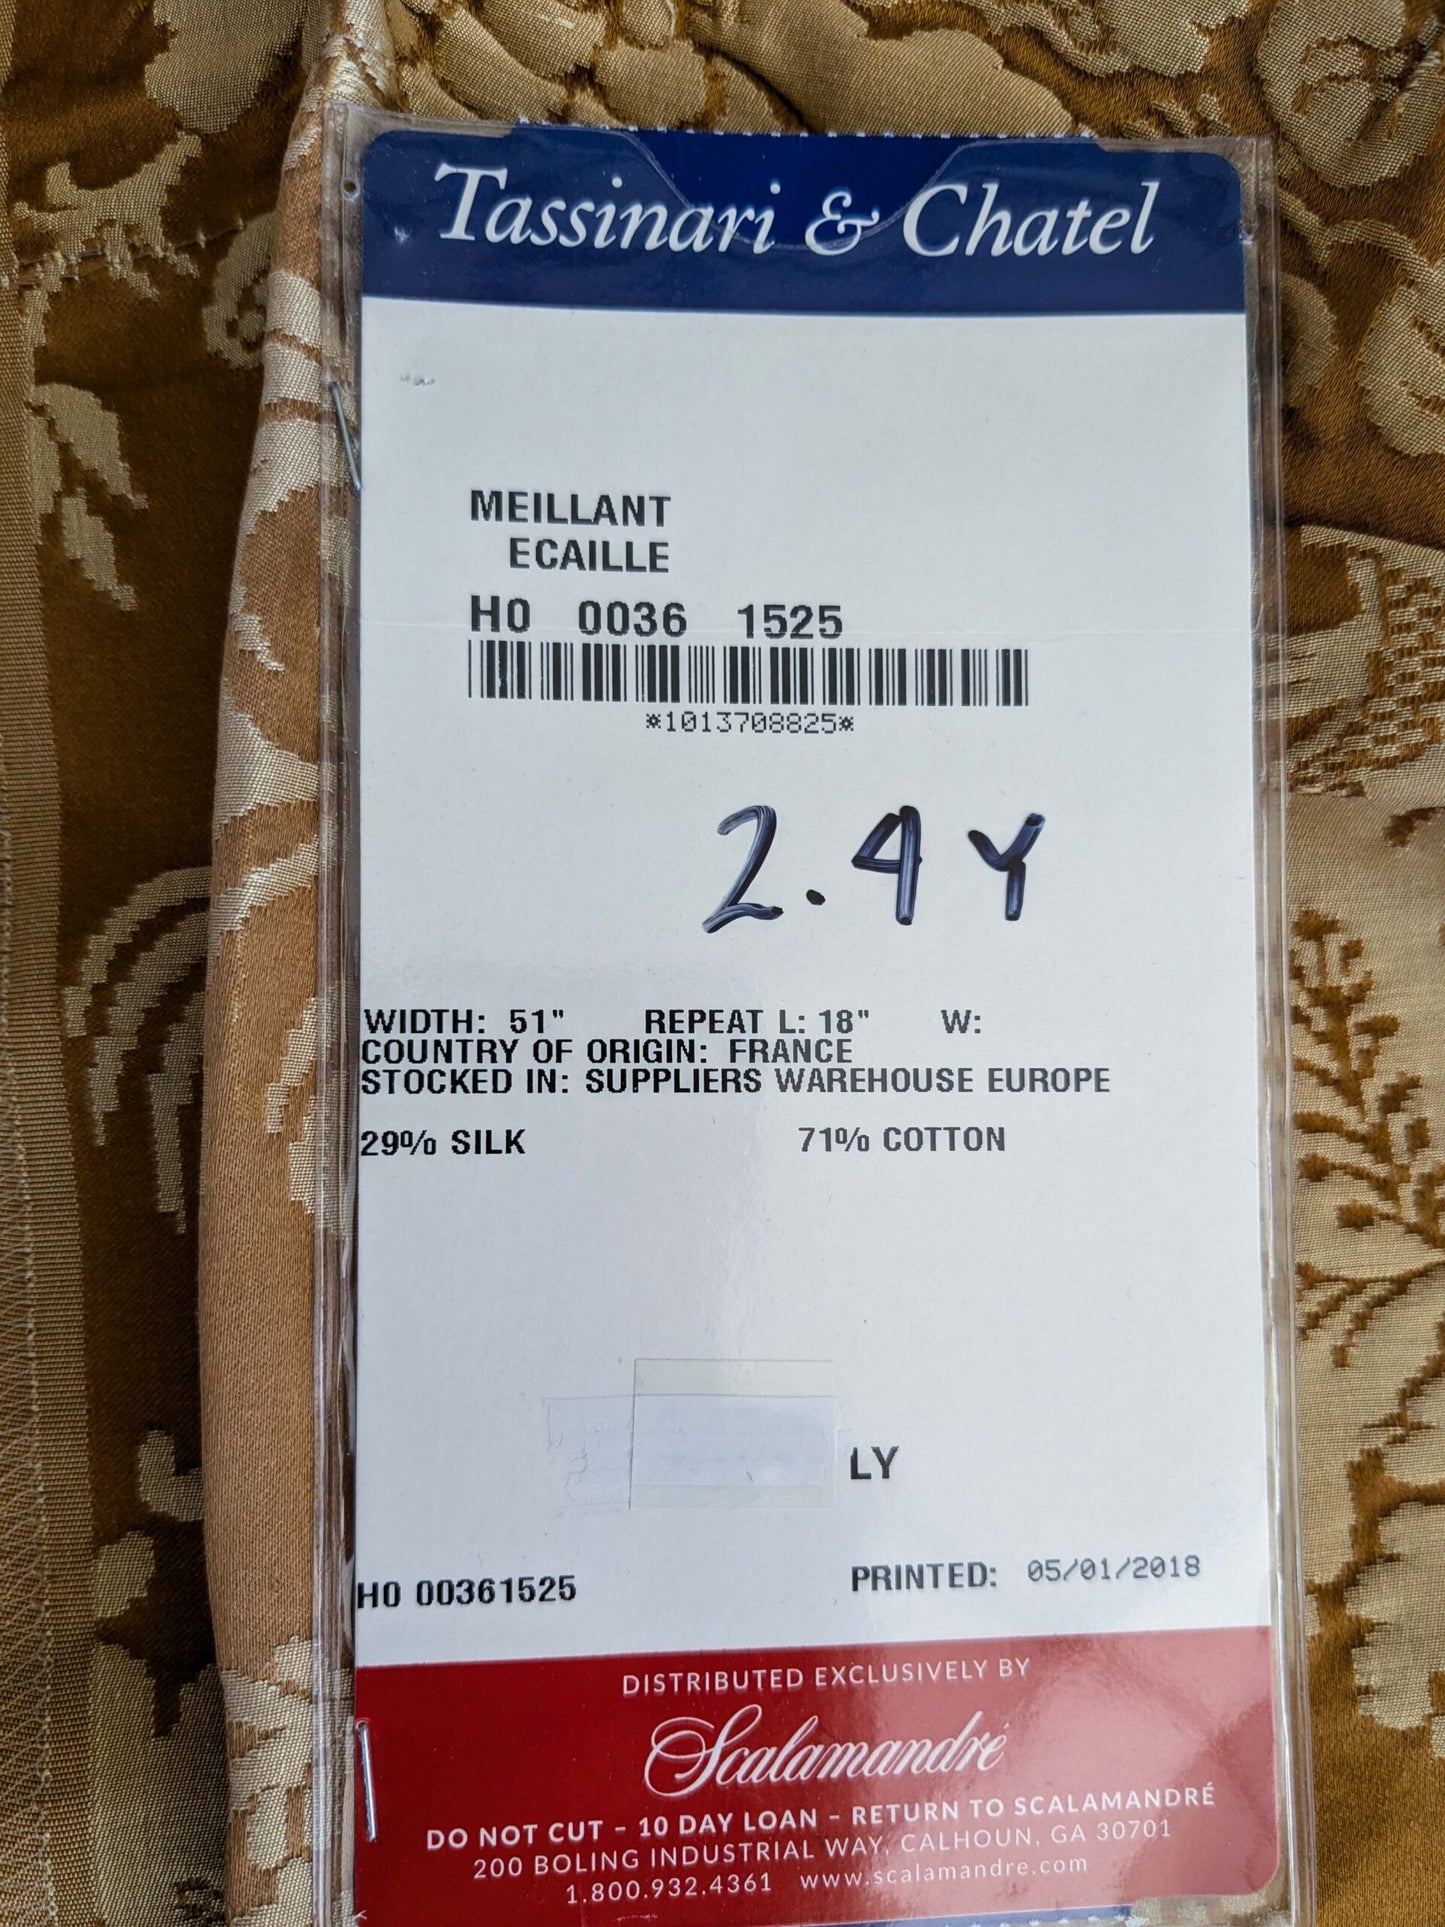 Tassinari & Chatel
MEILLANT
ECAILLE
H0 0036 1525
*1013708825*
2.4 Y
WIDTH: 51" REPEAT L: 18" W:
COUNTRY OF ORIGIN: FRANCE
STOCKED IN: SUPPLIERS WAREHOUSE EUROPE
29% SILK 71% COTTON
LY
H0 00361525 PRINTED: 05/01/2018
DISTRIBUTED EXCLUSIVELY BY
Scalamandré
DO NOT CUT – 10 DAY LOAN – RETURN TO SCALAMANDRÉ
200 BOLING INDUSTRIAL WAY, CALHOUN, GA 30701
1.800.932.4361 www.scalamandre.com